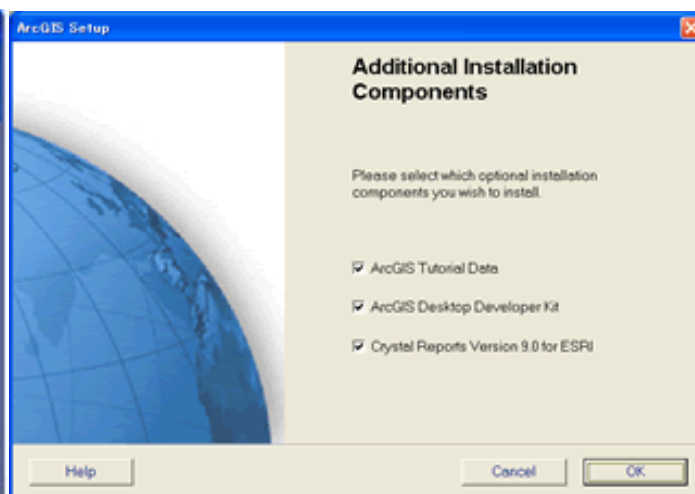 ArcGIS Setup
Additional Installation
Components
Please select which optional installation
components you wish to install.
ArcGIS Tutorial Data
ArcGIS Desktop Developer Kit
Crystal Reports Version 9.0 for ESRI
Help
Cancel
OK